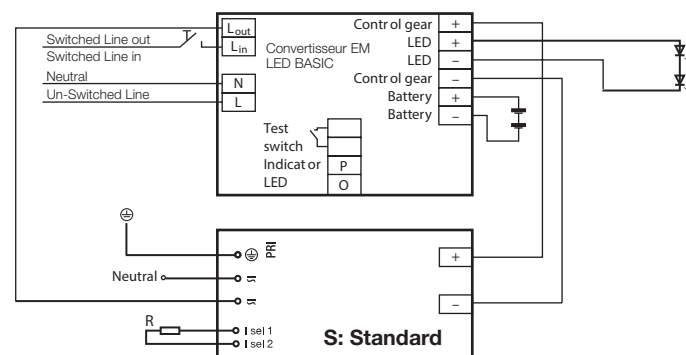 Switched Line out
Switched Line in
Neutral
Un-Switched Line
Lout
Lin
N
L
Convertisseur EM
LED BASIC
Control gear +
LED +
LED –
Control gear –
Battery +
Battery –
Test
switch
Indicator P
LED O
PRI
Neutral
R
I sel 1
I sel 2
+
–
S: Standard